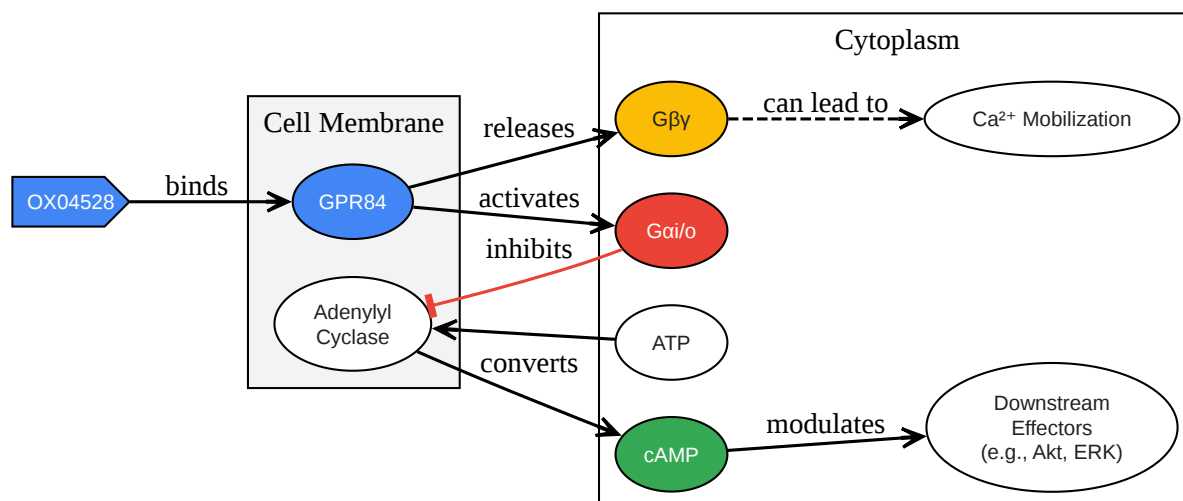 Cytoplasm
Cell Membrane
releases
Gβγ
can lead to
Ca²⁺ Mobilization
OX04528
binds
GPR84
activates
Gαi/o
inhibits
Adenylyl
Cyclase
ATP
converts
cAMP
modulates
Downstream
Effectors
(e.g., Akt, ERK)